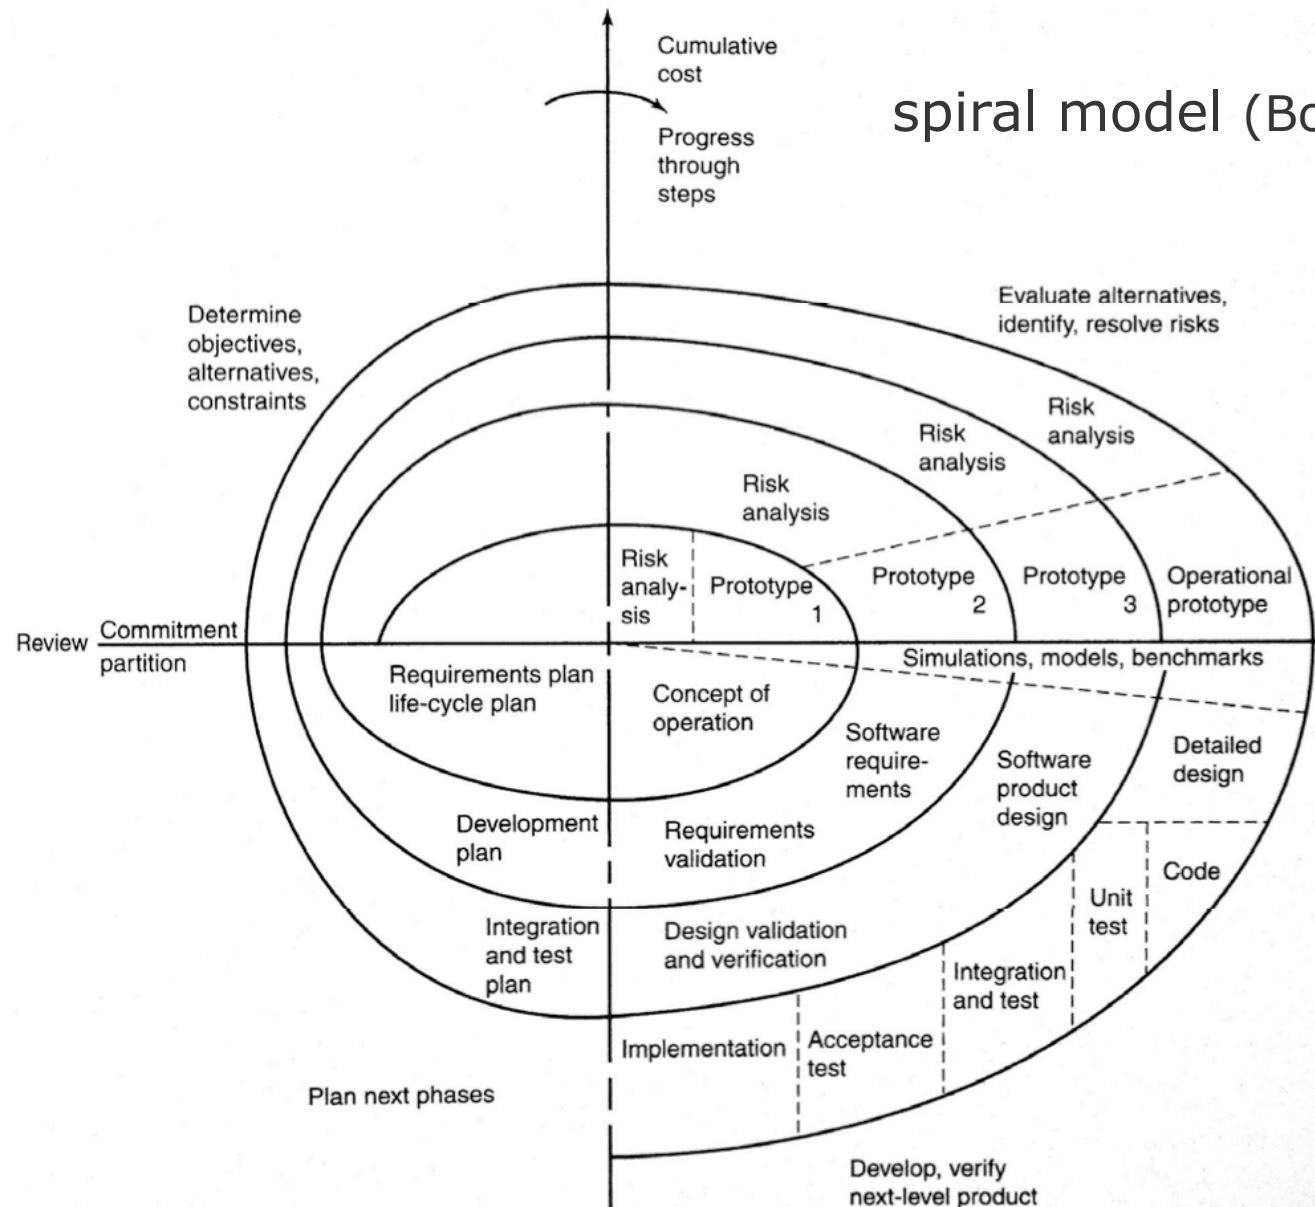 Cumulative
cost
spiral model (Bo
Progress
through
steps
Determine
objectives,
alternatives,
constraints
Evaluate alternatives,
identify, resolve risks
Risk
analysis
Risk
analysis
Risk
analysis
Risk
analy-
sis
Prototype
1
Prototype
2
Prototype
3
Operational
prototype
Review
Commitment
partition
Simulations, models, benchmarks
Requirements plan
life-cycle plan
Concept of
operation
Software
require-
ments
Software
product
design
Detailed
design
Development
plan
Requirements
validation
Code
Unit
test
Integration
and test
plan
Design validation
and verification
Integration
and test
Implementation
Acceptance
test
Plan next phases
Develop, verify
next-level product